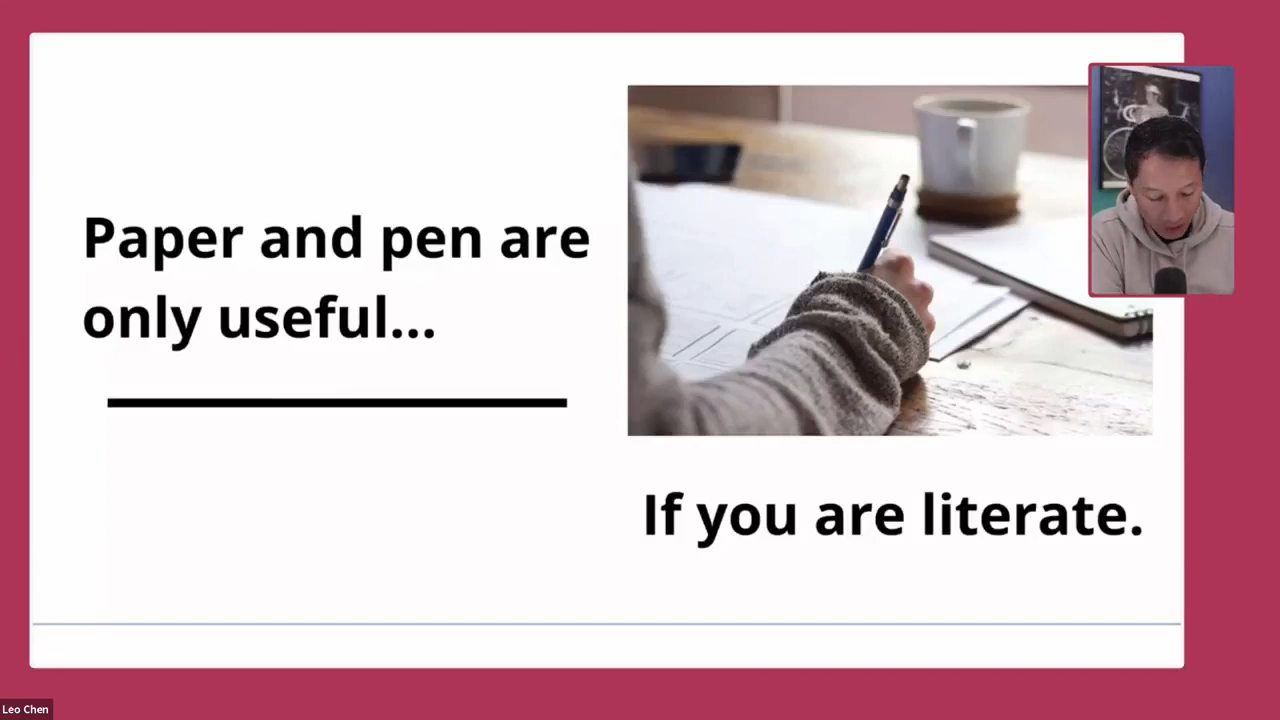 Paper and pen are
only useful...
If you are literate.
Leo Chen